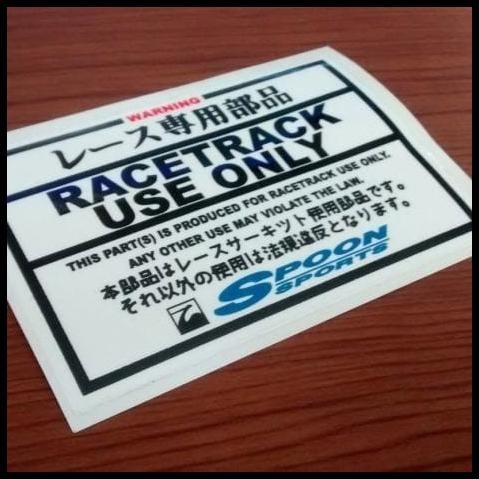 WARNING
レース専用部品
RACETRACK
USE ONLY
THIS PART(S) IS PRODUCED FOR RACETRACK USE ONLY.
ANY OTHER USE MAY VIOLATE THE LAW.
本部品はレースサーキット使用部品です。
それ以外の使用は法規違反となります。
SPOON
SPORTS